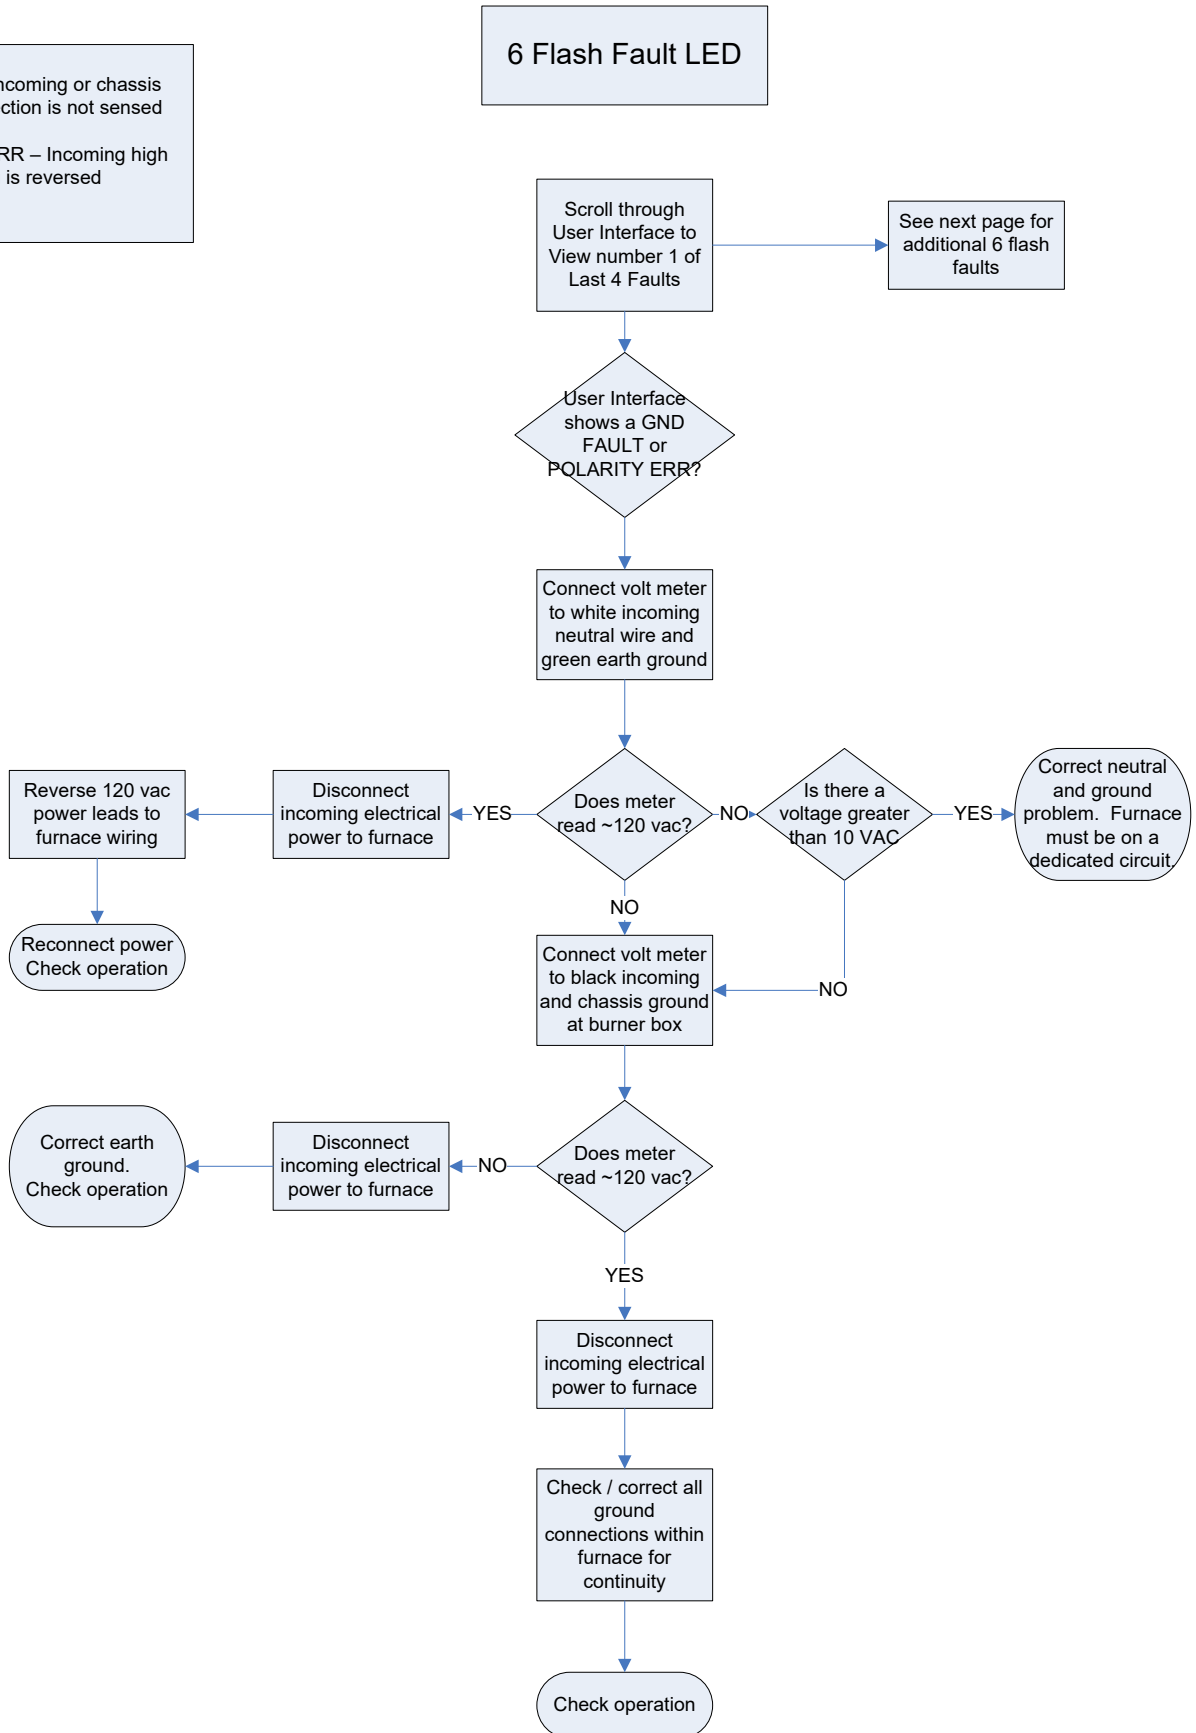 6 Flash Fault LED
ncoming or chassis
ction is not sensed
RR – Incoming high
is reversed
Scroll through
User Interface to
View number 1 of
Last 4 Faults
See next page for
additional 6 flash
faults
User Interface
shows a GND
FAULT or
POLARITY ERR?
Connect volt meter
to white incoming
neutral wire and
green earth ground
Reverse 120 vac
power leads to
furnace wiring
Disconnect
incoming electrical
power to furnace
YES
Does meter
read ~120 vac?
NO
Is there a
voltage greater
than 10 VAC
YES
Correct neutral
and ground
problem.  Furnace
must be on a
dedicated circuit.
NO
Reconnect power
Check operation
Connect volt meter
to black incoming
and chassis ground
at burner box
NO
Correct earth
ground.
Check operation
Disconnect
incoming electrical
power to furnace
NO
Does meter
read ~120 vac?
YES
Disconnect
incoming electrical
power to furnace
Check / correct all
ground
connections within
furnace for
continuity
Check operation